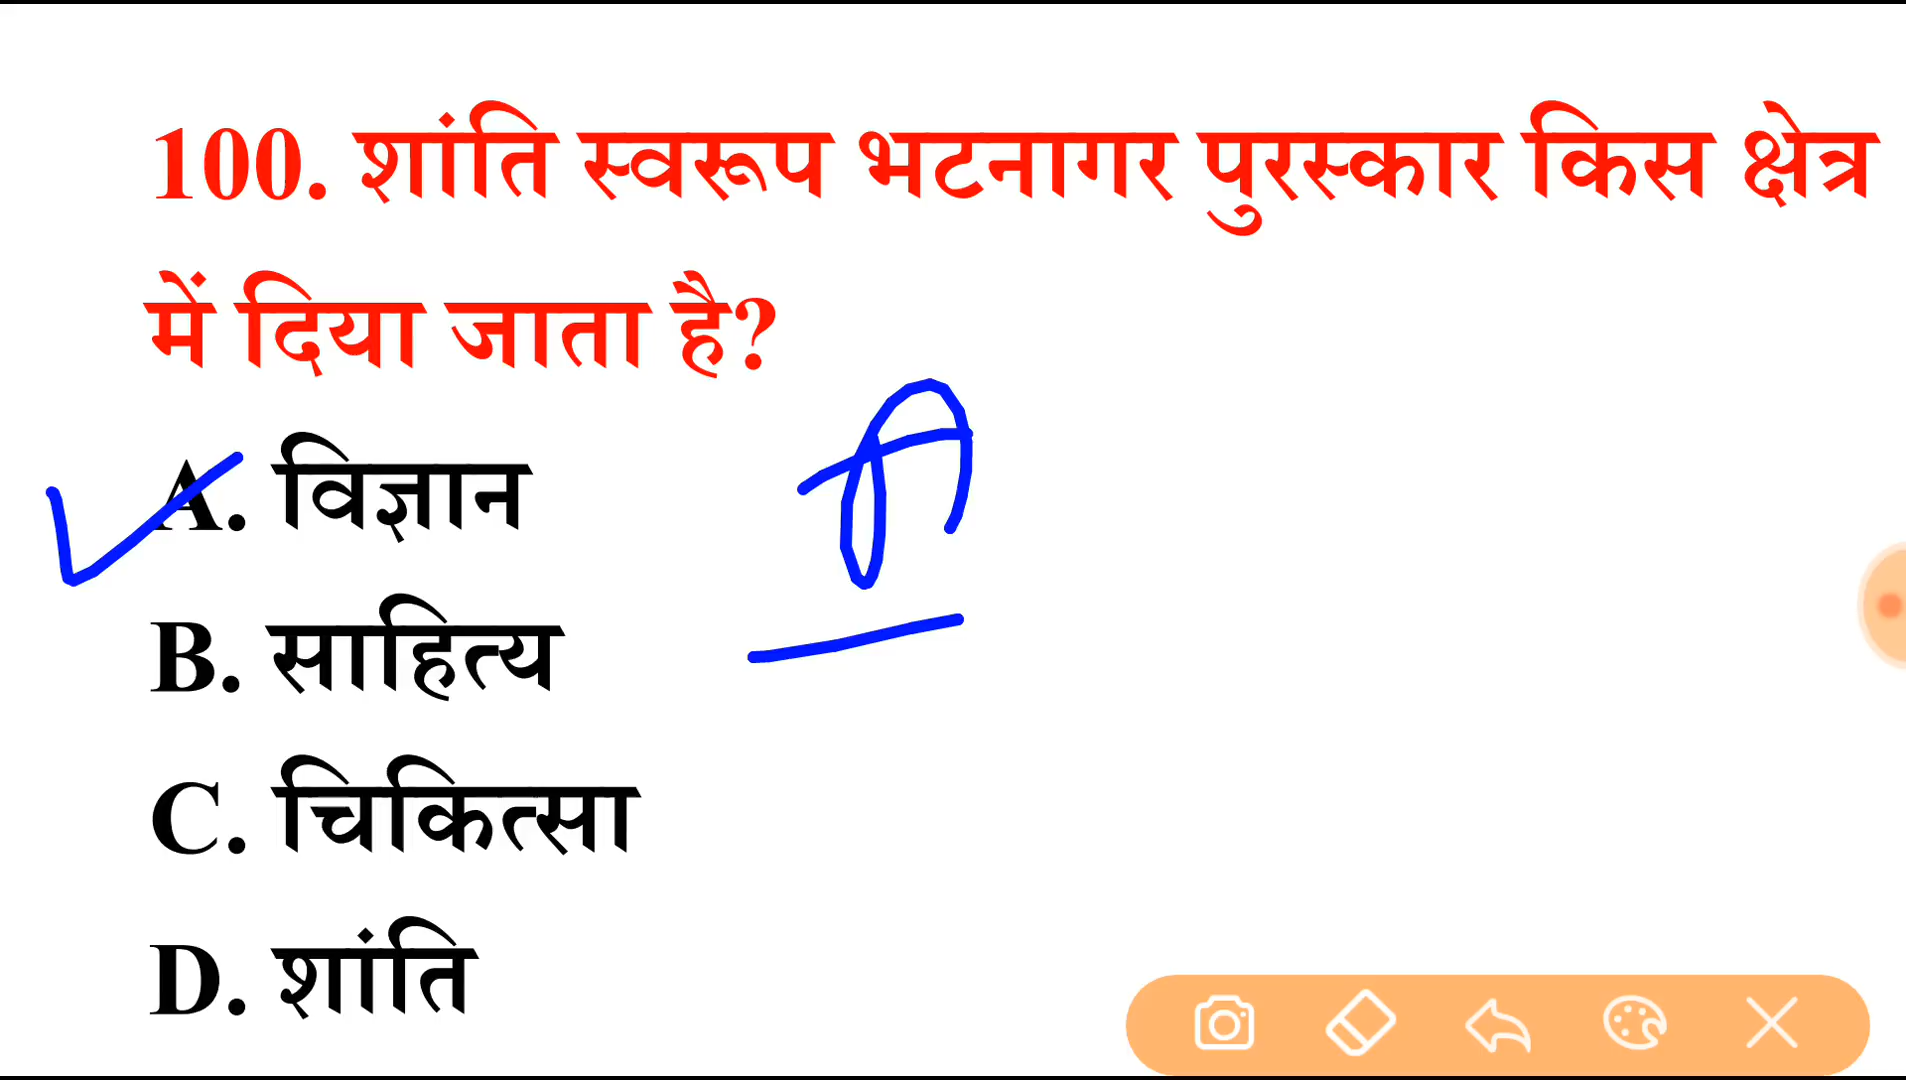 100. शांति स्वरूप भटनागर पुरस्कार किस क्षेत्र
में दिया जाता है?
A. विज्ञान
B. साहित्य
C. चिकित्सा
D. शांति